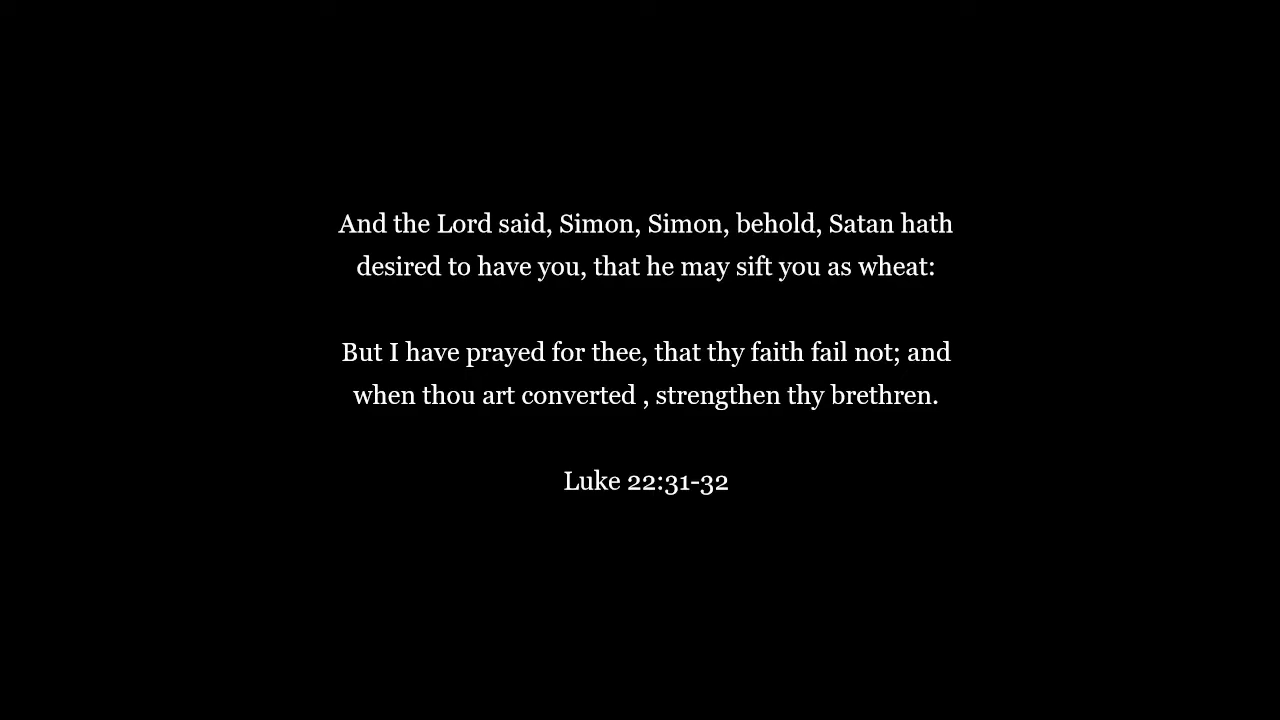 And the Lord said, Simon, Simon, behold, Satan hath
desired to have you, that he may sift you as wheat:
But I have prayed for thee, that thy faith fail not; and
when thou art converted , strengthen thy brethren.
Luke 22:31-32